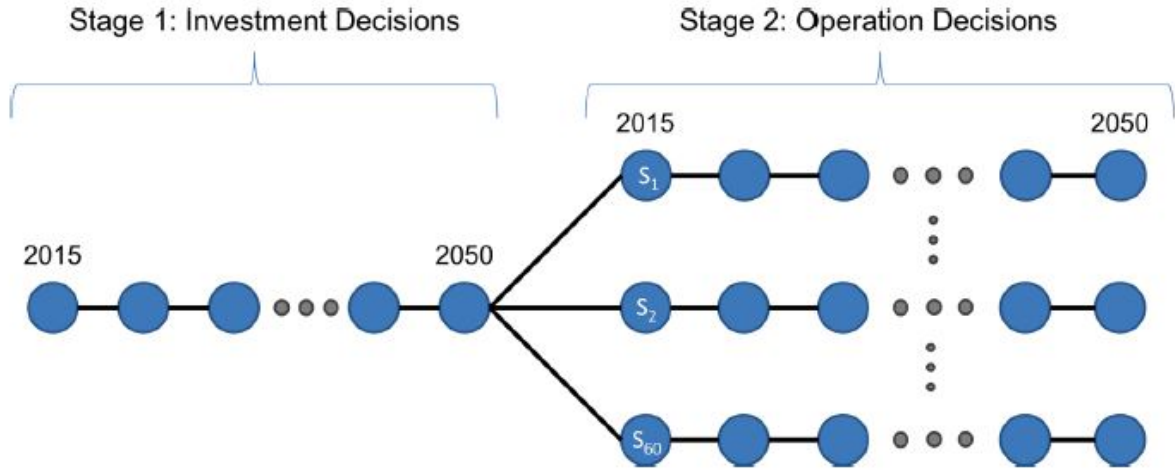 Stage 1: Investment Decisions
Stage 2: Operation Decisions
2015
2050
S₁
2015
2050
S₂
S₆₀